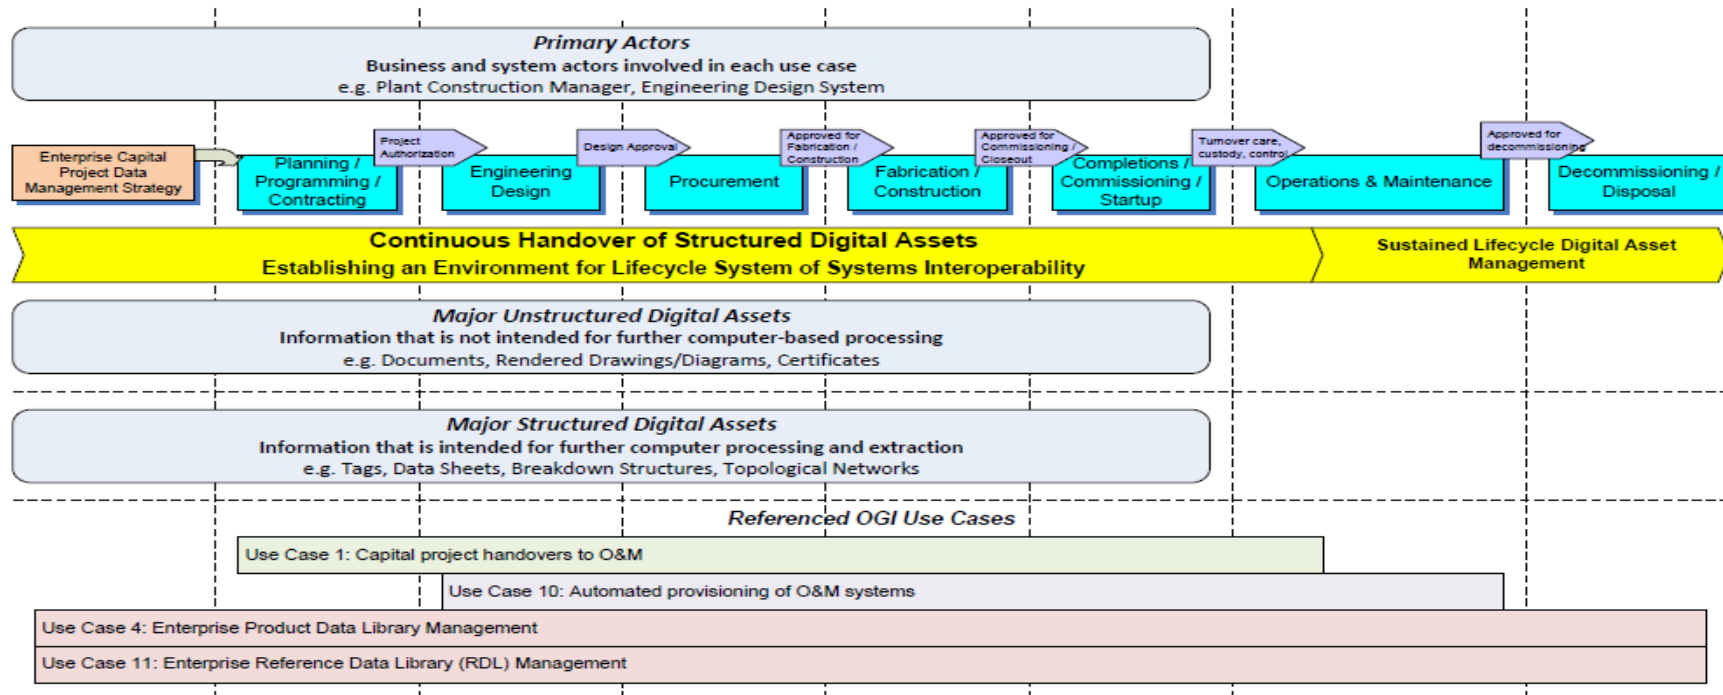 Primary Actors
Business and system actors involved in each use case
e.g. Plant Construction Manager, Engineering Design System
Enterprise Capital
Project Data
Management Strategy
Planning /
Programming /
Contracting
Project
Authorization
Engineering
Design
Design Approval
Procurement
Approved for
Fabrication /
Construction
Fabrication /
Construction
Approved for
Commissioning /
Closeout
Completions /
Commissioning /
Startup
Turnover care,
custody, control
Operations & Maintenance
Approved for
decommissioning
Decommissioning /
Disposal
Continuous Handover of Structured Digital Assets
Establishing an Environment for Lifecycle System of Systems Interoperability
Sustained Lifecycle Digital Asset
Management
Major Unstructured Digital Assets
Information that is not intended for further computer-based processing
e.g. Documents, Rendered Drawings/Diagrams, Certificates
Major Structured Digital Assets
Information that is intended for further computer processing and extraction
e.g. Tags, Data Sheets, Breakdown Structures, Topological Networks
Referenced OGI Use Cases
Use Case 1: Capital project handovers to O&M
Use Case 10: Automated provisioning of O&M systems
Use Case 4: Enterprise Product Data Library Management
Use Case 11: Enterprise Reference Data Library (RDL) Management